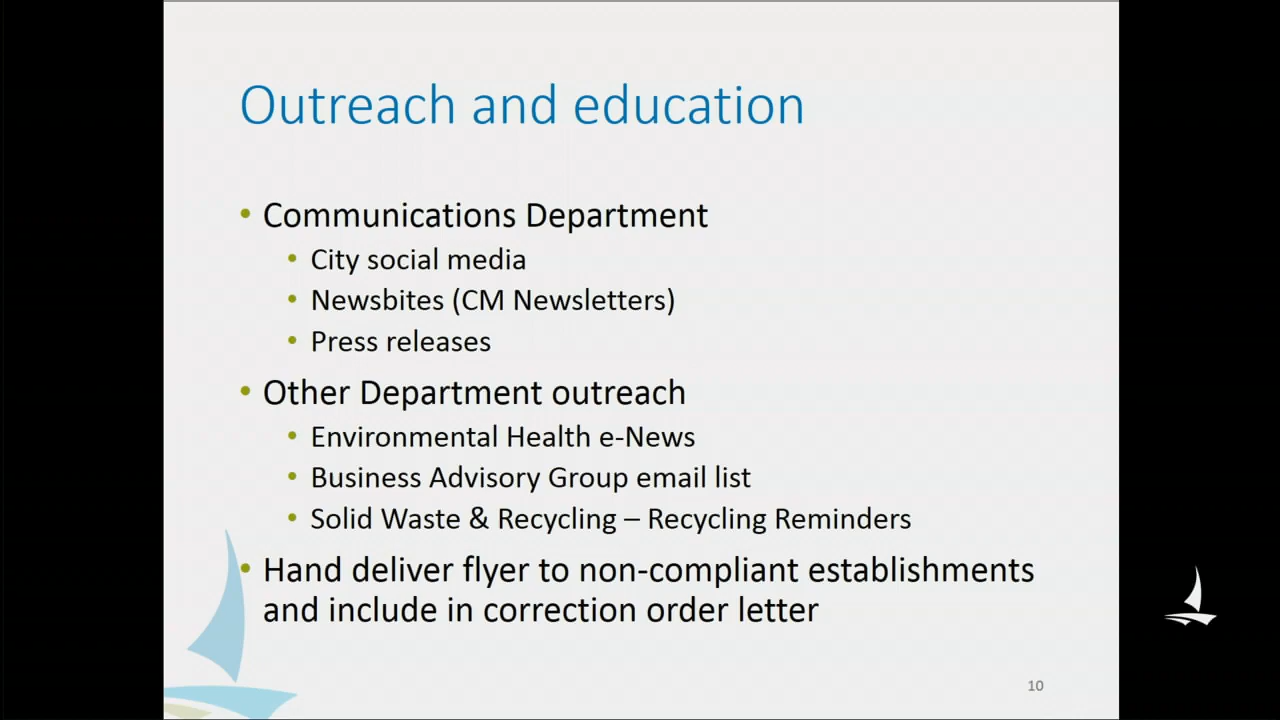 Outreach and education
• Communications Department
• City social media
• Newsbites (CM Newsletters)
• Press releases
• Other Department outreach
• Environmental Health e-News
• Business Advisory Group email list
• Solid Waste & Recycling – Recycling Reminders
• Hand deliver flyer to non-compliant establishments
and include in correction order letter
10